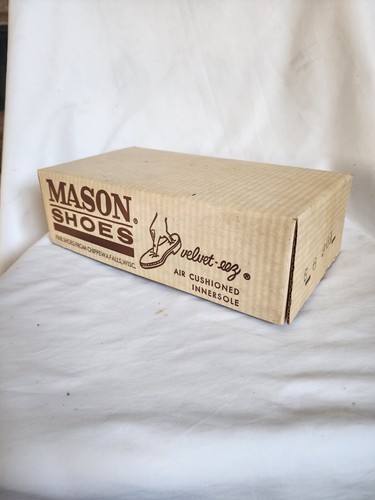 MASON®
SHOES
FINE SHOES FROM CHIPPEWA FALLS, WISC.
velvet-eez®
AIR CUSHIONED
INNERSOLE